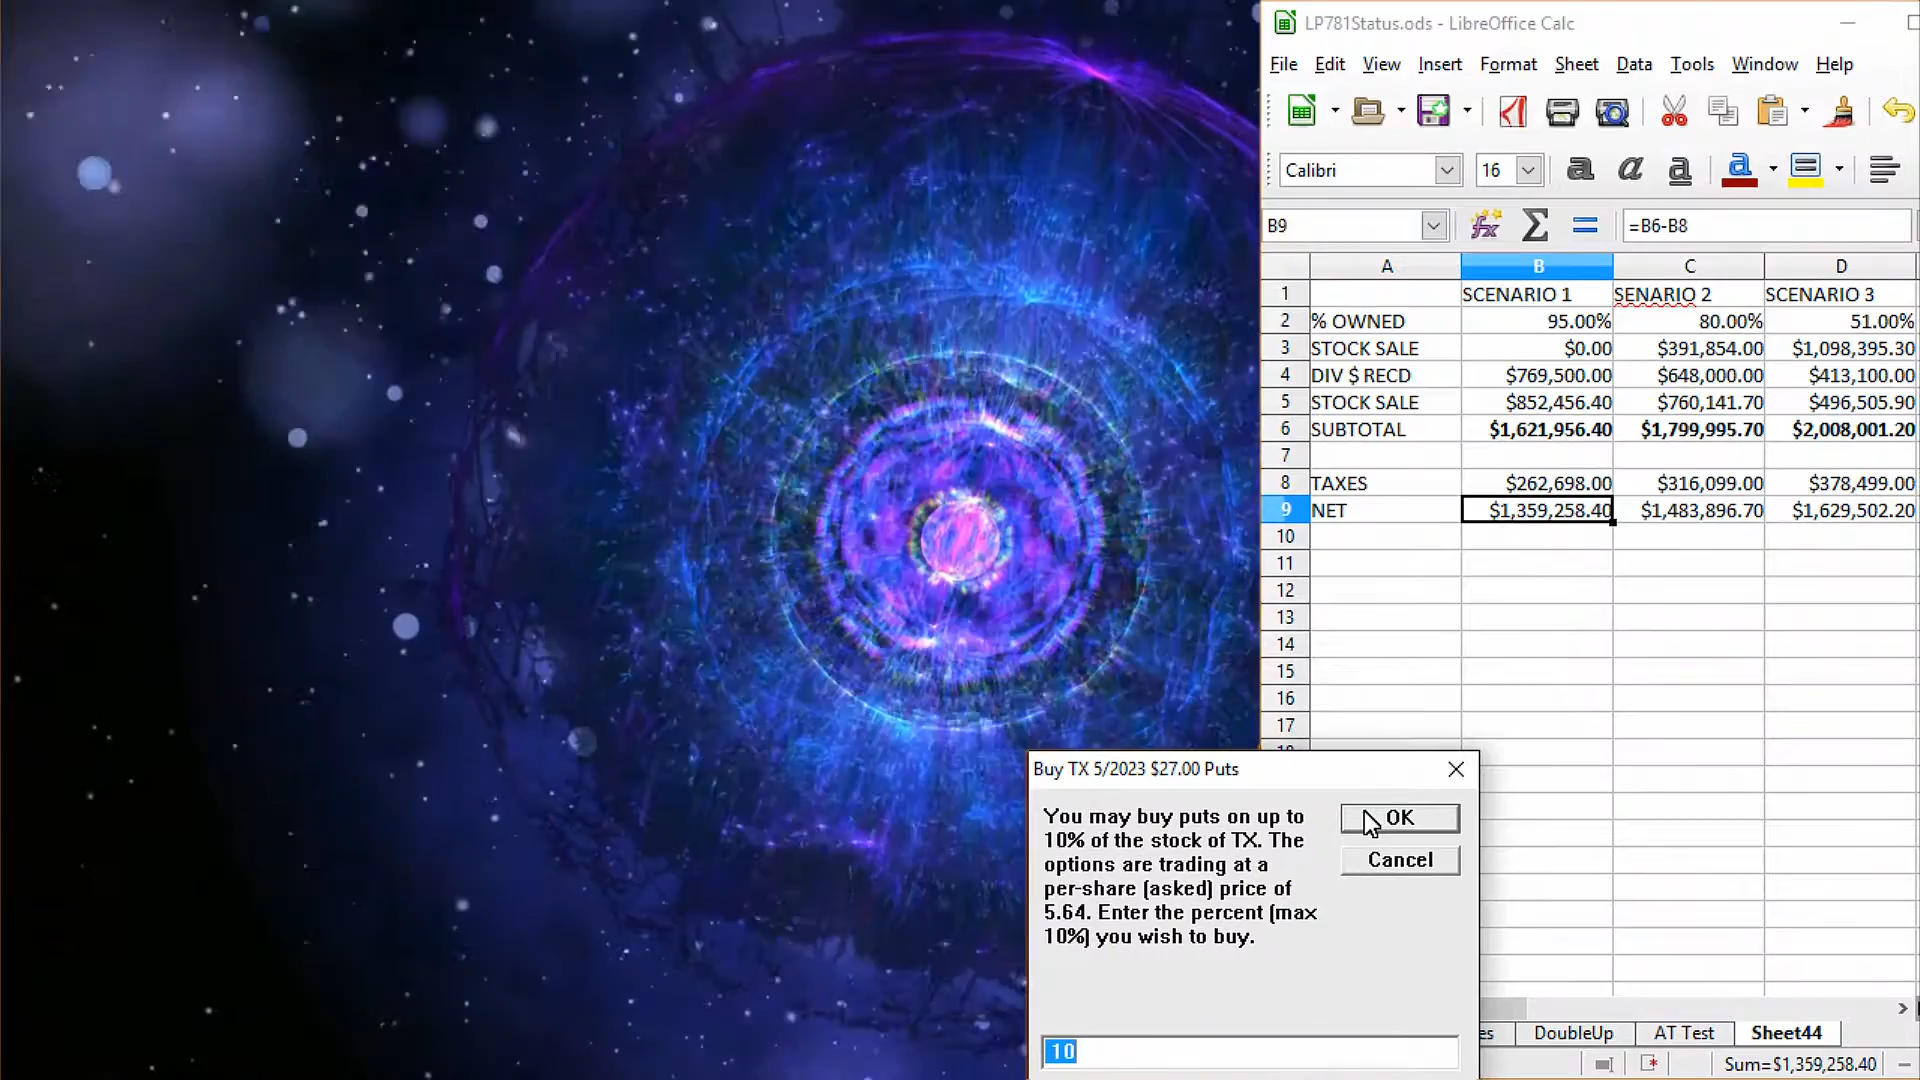 LP781Status.ods - LibreOffice Calc
File Edit View Insert Format Sheet Data Tools Window Help
Calibri 16 a a a a
B9 fx Σ = =B6-B8
A B C D
1 SCENARIO 1 SENARIO 2 SCENARIO 3
2 % OWNED 95.00% 80.00% 51.00%
3 STOCK SALE $0.00 $391,854.00 $1,098,395.30
4 DIV $ RECD $769,500.00 $648,000.00 $413,100.00
5 STOCK SALE $852,456.40 $760,141.70 $496,505.90
6 SUBTOTAL $1,621,956.40 $1,799,995.70 $2,008,001.20
7
8 TAXES $262,698.00 $316,099.00 $378,499.00
9 NET $1,359,258.40 $1,483,896.70 $1,629,502.20
10
11
12
13
14
15
16
17
Buy TX 5/2023 $27.00 Puts
You may buy puts on up to
10% of the stock of TX. The
options are trading at a
per-share (asked) price of
5.64. Enter the percent (max
10%) you wish to buy.
OK
Cancel
10
es DoubleUp AT Test Sheet44
Sum=$1,359,258.40